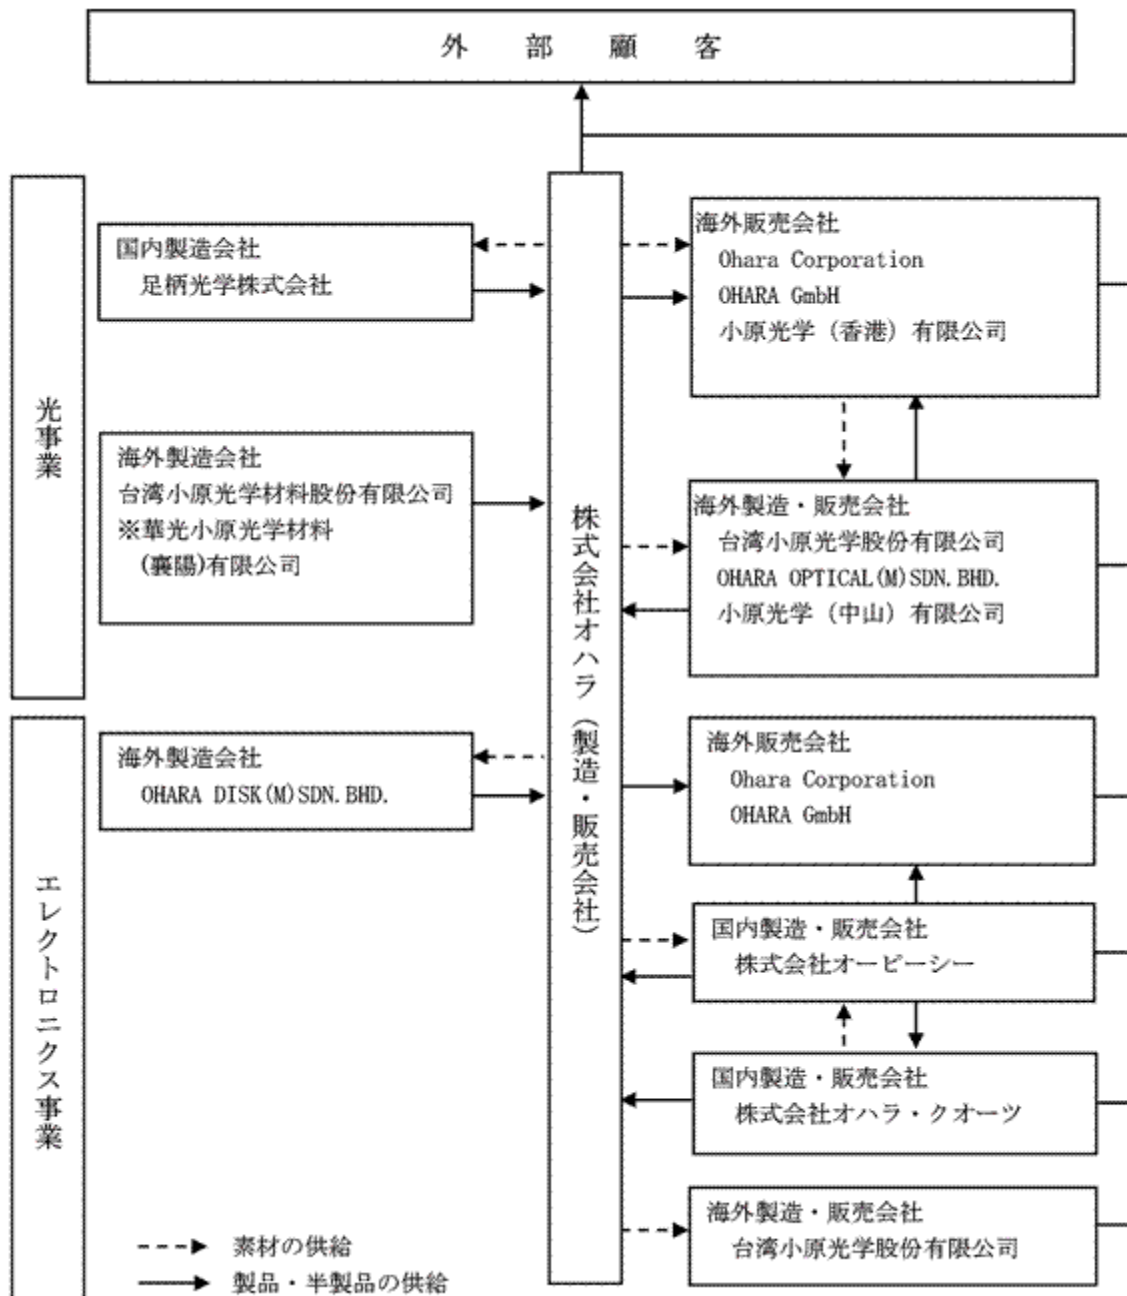 外部顧客
光事業
国内製造会社
足柄光学株式会社
海外製造会社
台湾小原光学材料股份有限公司
※華光小原光学材料
(襄陽)有限公司
株式会社オハラ(製造・販売会社)
海外販売会社
Ohara Corporation
OHARA GmbH
小原光学(香港)有限公司
海外製造・販売会社
台湾小原光学股份有限公司
OHARA OPTICAL(M)SDN.BHD.
小原光学(中山)有限公司
エレクトロニクス事業
海外製造会社
OHARA DISK(M)SDN.BHD.
海外販売会社
Ohara Corporation
OHARA GmbH
国内製造・販売会社
株式会社オーピーシー
国内製造・販売会社
株式会社オハラ・クオーツ
海外製造・販売会社
台湾小原光学股份有限公司
素材の供給
製品・半製品の供給